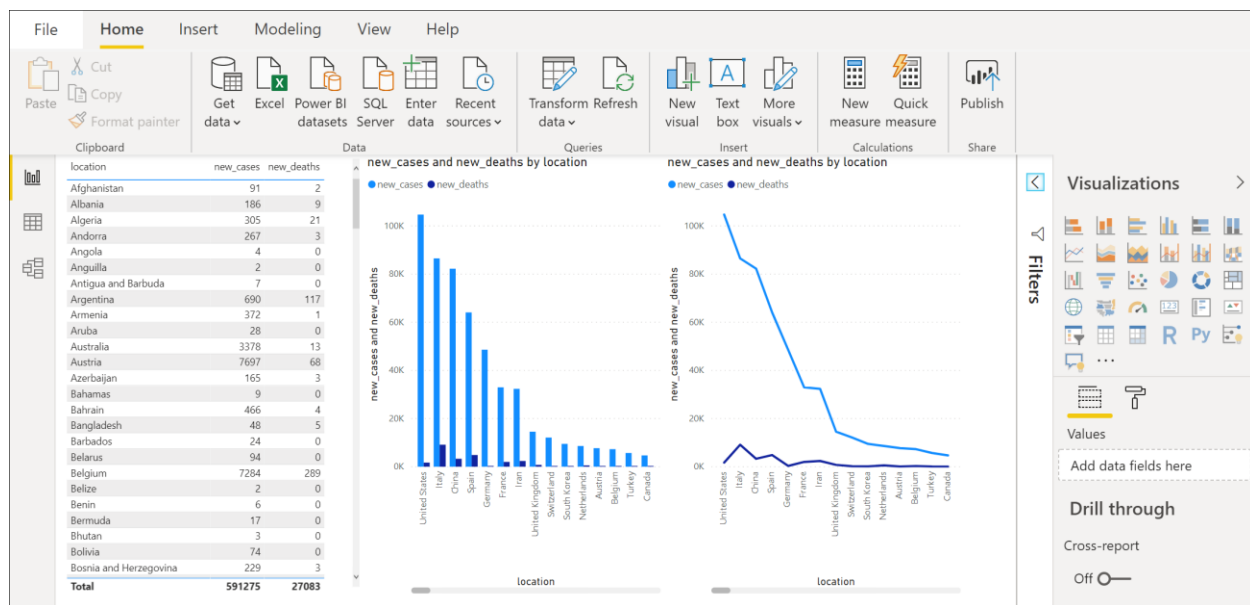 File Home Insert Modeling View Help
Paste
Cut
Copy
Format painter
Clipboard
Get data
Excel
Power BI datasets
SQL Server
Enter data
Recent sources
Data
Transform data
Refresh
Queries
New visual
Text box
More visuals
Insert
New measure
Quick measure
Calculations
Publish
Share
location new_cases new_deaths
Afghanistan 91 2
Albania 186 9
Algeria 305 21
Andorra 267 3
Angola 4 0
Anguilla 2 0
Antigua and Barbuda 7 0
Argentina 690 117
Armenia 372 1
Aruba 28 0
Australia 3378 13
Austria 7697 68
Azerbaijan 165 3
Bahamas 9 0
Bahrain 466 4
Bangladesh 48 5
Barbados 24 0
Belarus 94 0
Belgium 7284 289
Belize 2 0
Benin 6 0
Bermuda 17 0
Bhutan 3 0
Bolivia 74 0
Bosnia and Herzegovina 229 3
Total 591275 27083
new_cases and new_deaths by location
new_cases new_deaths
new_cases and new_deaths
100K
80K
60K
40K
20K
0K
United States
Italy
China
Spain
Germany
France
Iran
United Kingdom
Switzerland
South Korea
Netherlands
Austria
Belgium
Turkey
Canada
location
new_cases and new_deaths by location
new_cases new_deaths
new_cases and new_deaths
100K
80K
60K
40K
20K
0K
United States
Italy
China
Spain
Germany
France
Iran
United Kingdom
Switzerland
South Korea
Netherlands
Austria
Belgium
Turkey
Canada
location
Filters
Visualizations
123
R Py
Values
Add data fields here
Drill through
Cross-report
Off